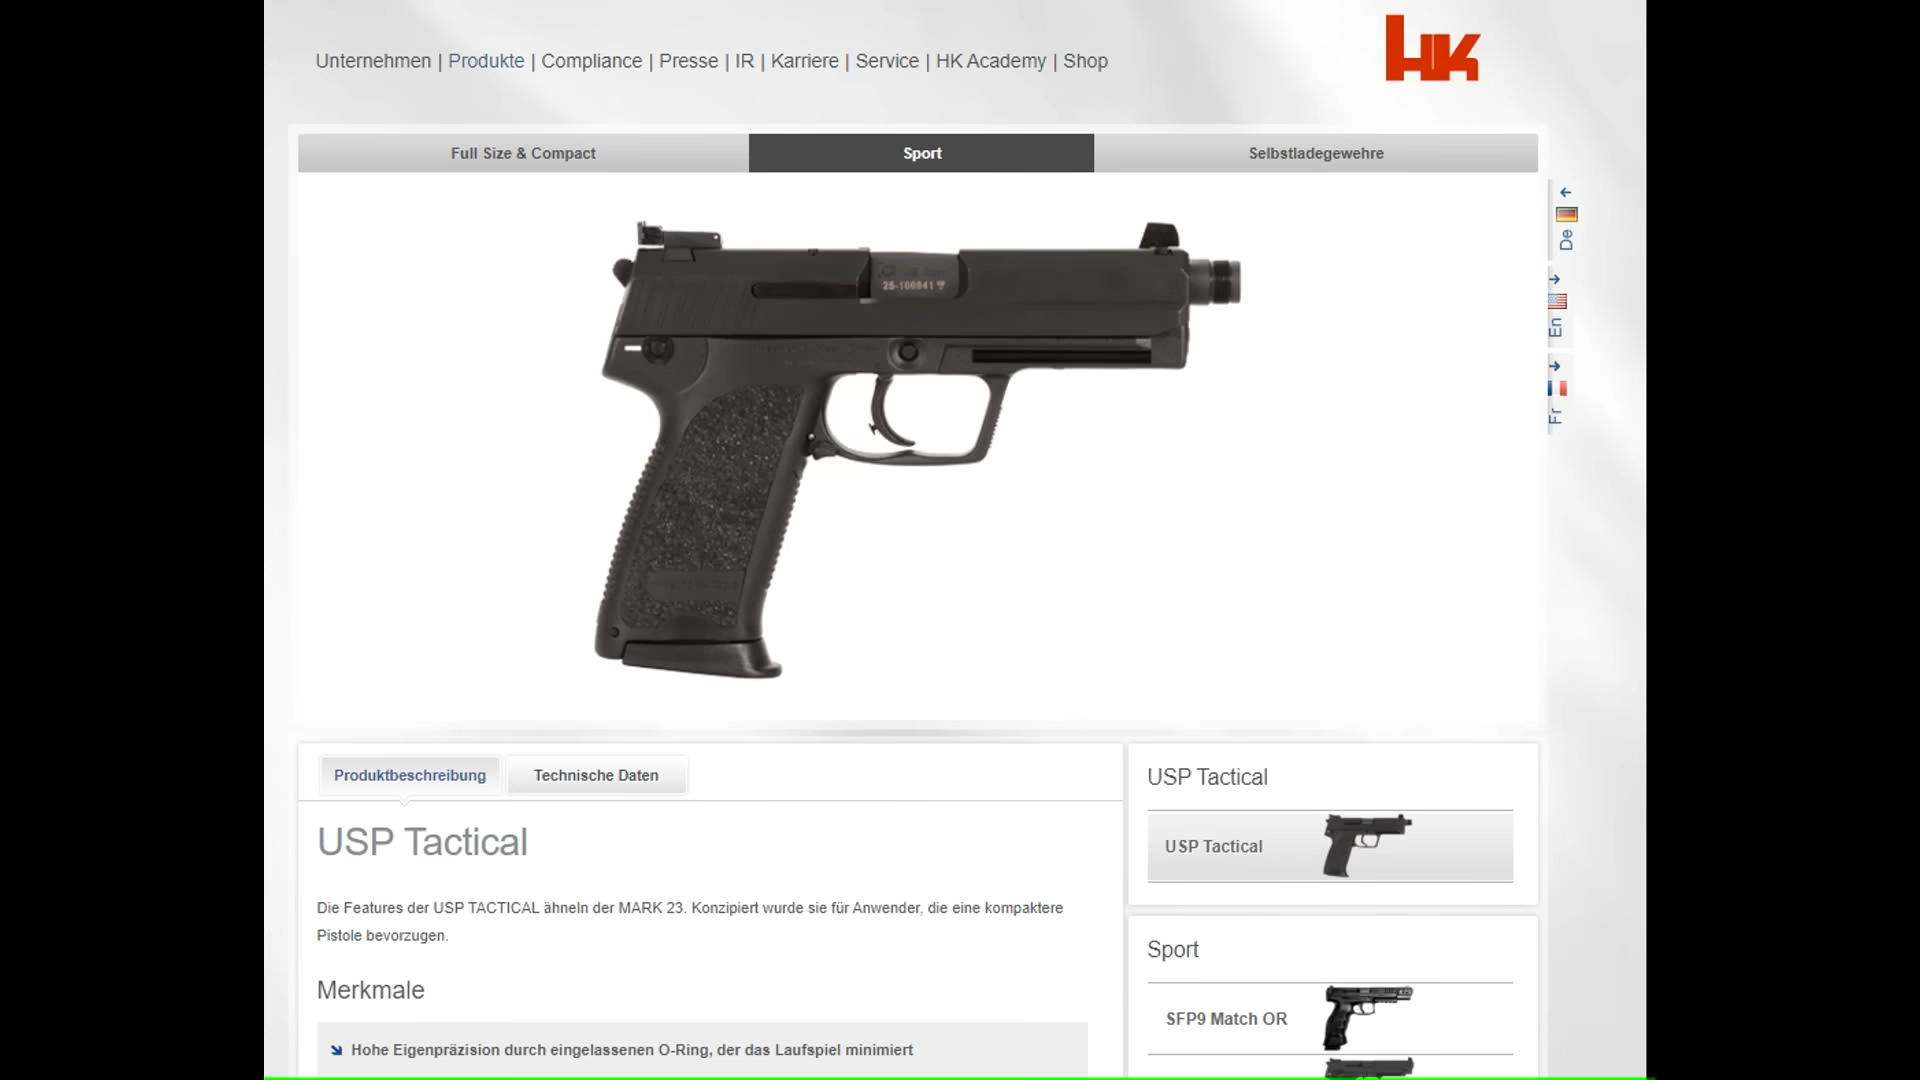 Unternehmen | Produkte | Compliance | Presse | IR | Karriere | Service | HK Academy | Shop
HK
Full Size & Compact
Sport
Selbstladegewehre
De
En
Fr
25-100841
Produktbeschreibung
Technische Daten
USP Tactical
Die Features der USP TACTICAL ähneln der MARK 23. Konzipiert wurde sie für Anwender, die eine kompaktere
Pistole bevorzugen.
Merkmale
Hohe Eigenpräzision durch eingelassenen O-Ring, der das Laufspiel minimiert
USP Tactical
USP Tactical
Sport
SFP9 Match OR